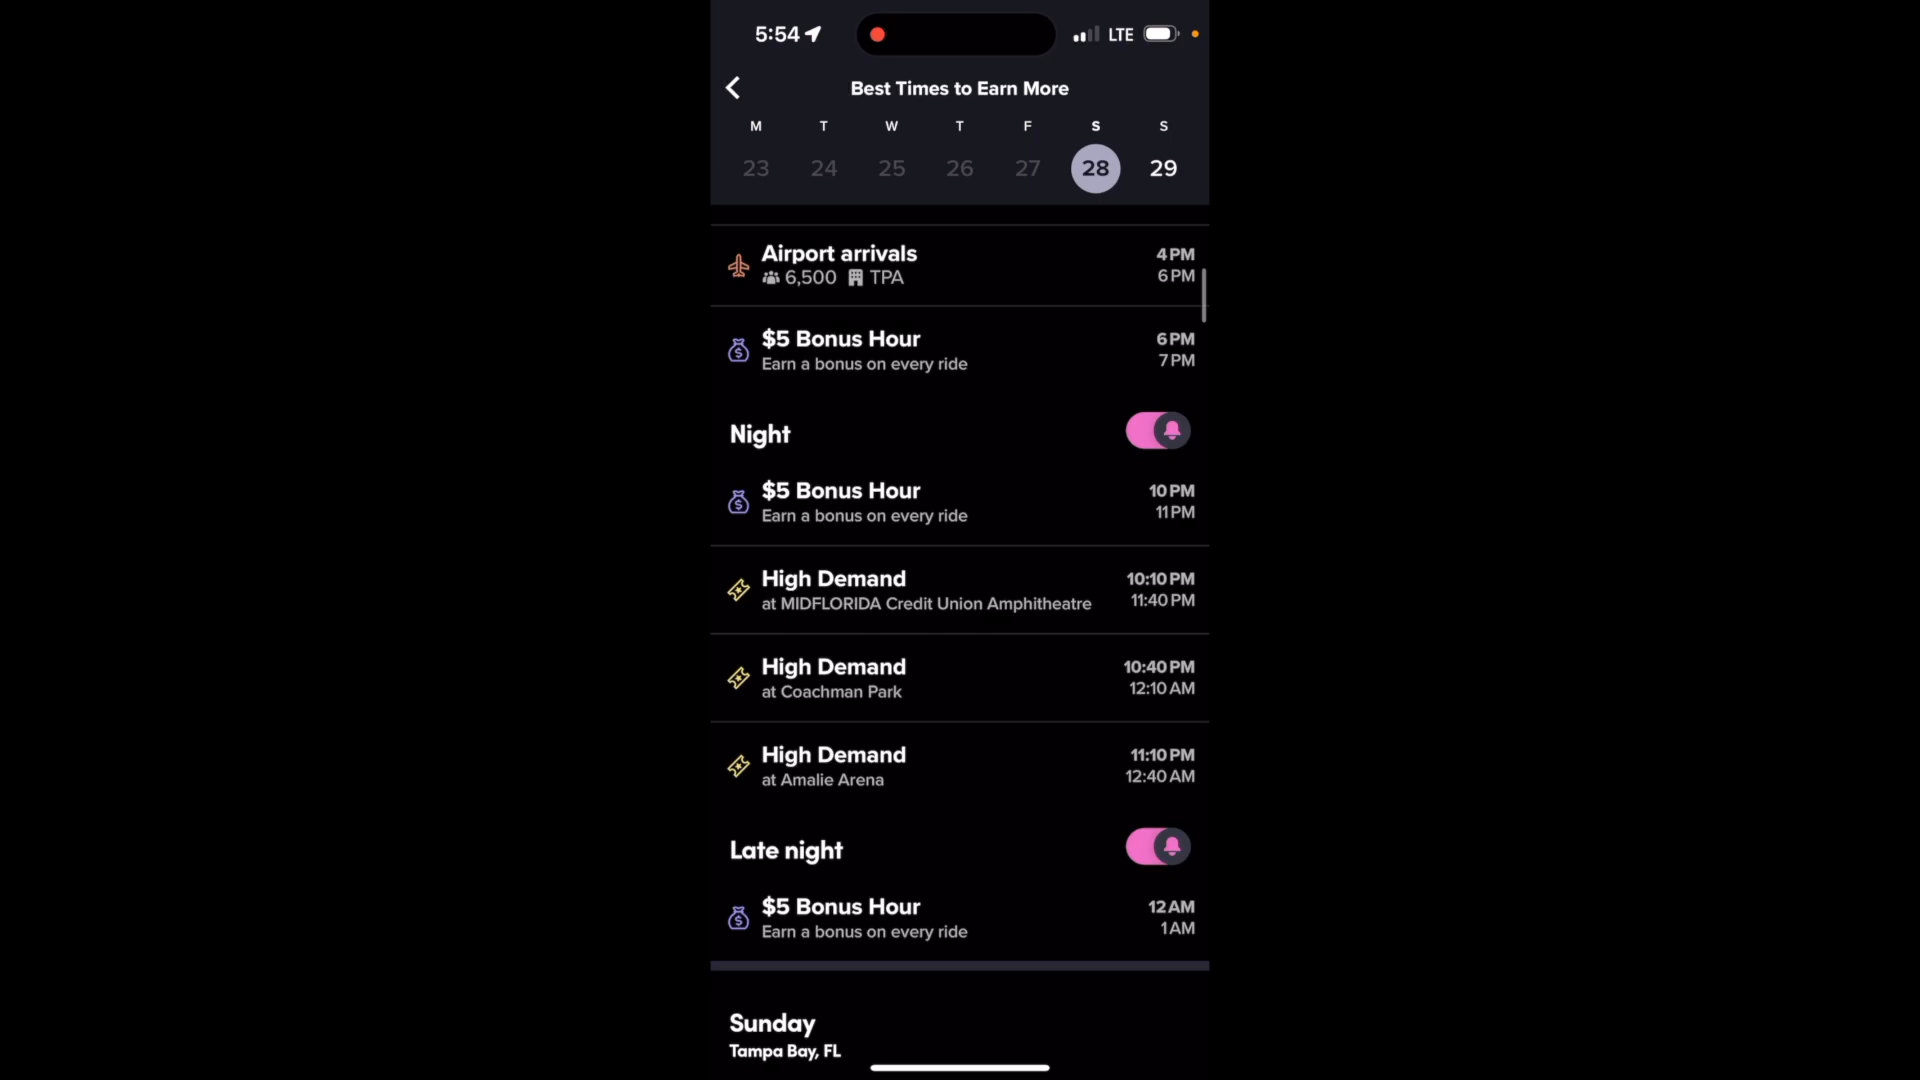 5:54 LTE
Best Times to Earn More
M T W T F S S
23 24 25 26 27 28 29
Airport arrivals 4 PM
6,500 TPA 6 PM
$5 Bonus Hour 6 PM
Earn a bonus on every ride 7 PM
Night
$5 Bonus Hour 10 PM
Earn a bonus on every ride 11 PM
High Demand 10:10 PM
at MIDFLORIDA Credit Union Amphitheatre 11:40 PM
High Demand 10:40 PM
at Coachman Park 12:10 AM
High Demand 11:10 PM
at Amalie Arena 12:40 AM
Late night
$5 Bonus Hour 12 AM
Earn a bonus on every ride 1 AM
Sunday
Tampa Bay, FL